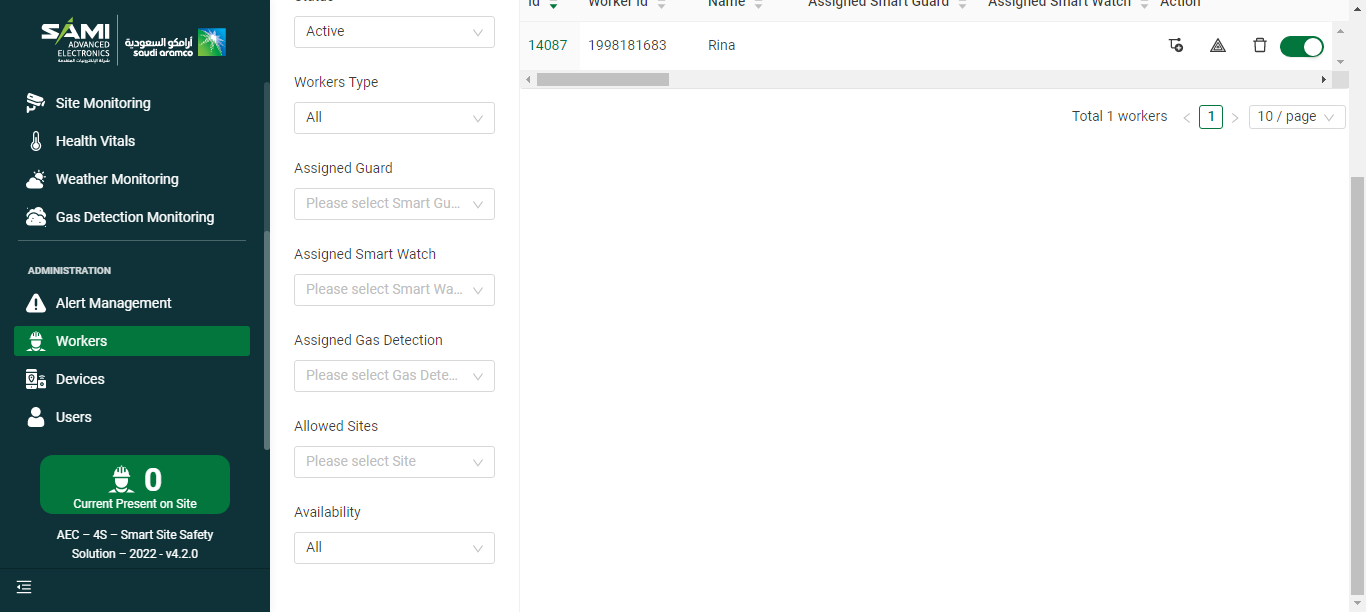 SAMI
ADVANCED
ELECTRONICS
أرامكو السعودية
saudi aramco
Site Monitoring
Health Vitals
Weather Monitoring
Gas Detection Monitoring
ADMINISTRATION
Alert Management
Workers
Devices
Users
0
Current Present on Site
AEC – 4S – Smart Site Safety
Solution – 2022 - v4.2.0
Status
Active
Workers Type
All
Assigned Guard
Please select Smart Gu...
Assigned Smart Watch
Please select Smart Wa...
Assigned Gas Detection
Please select Gas Dete...
Allowed Sites
Please select Site
Availability
All
Id Worker Id Name Assigned Smart Guard Assigned Smart Watch Action
14087 1998181683 Rina
Total 1 workers < 1 > 10 / page